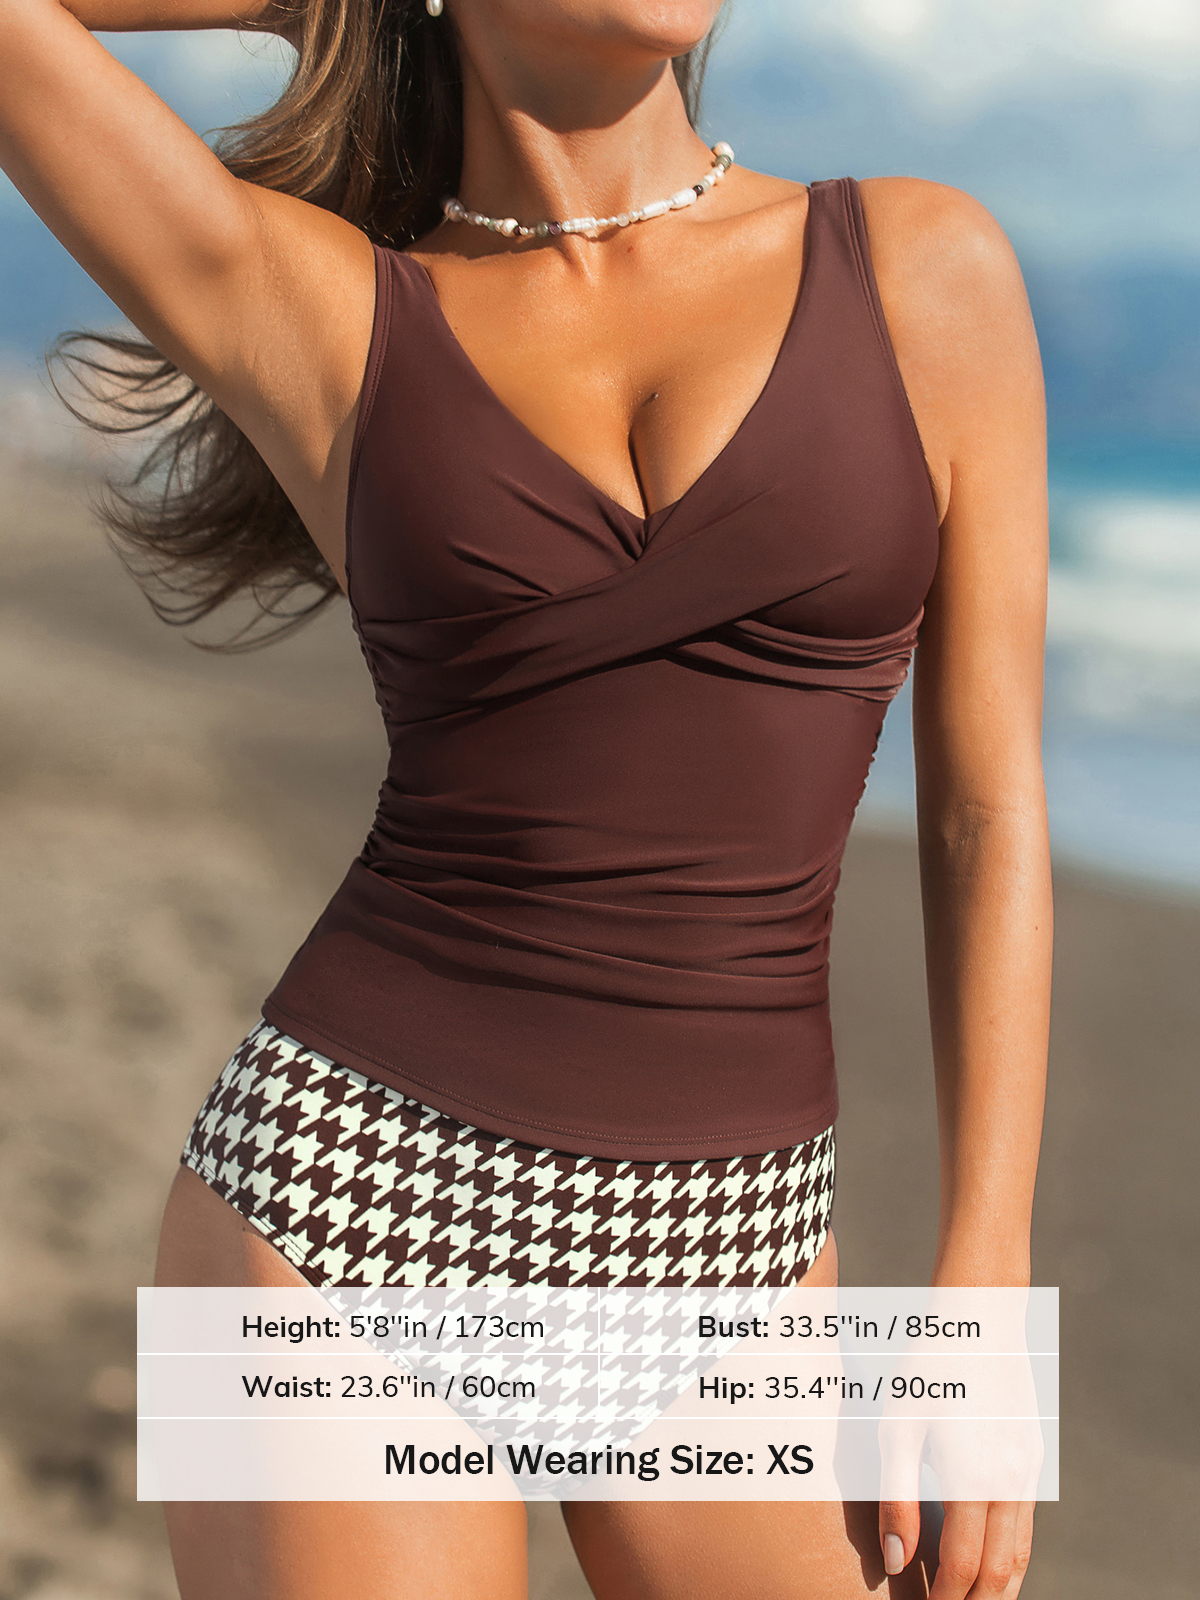 Height: 5'8''in / 173cm Bust: 33.5''in / 85cm
Waist: 23.6''in / 60cm Hip: 35.4''in / 90cm
Model Wearing Size: XS